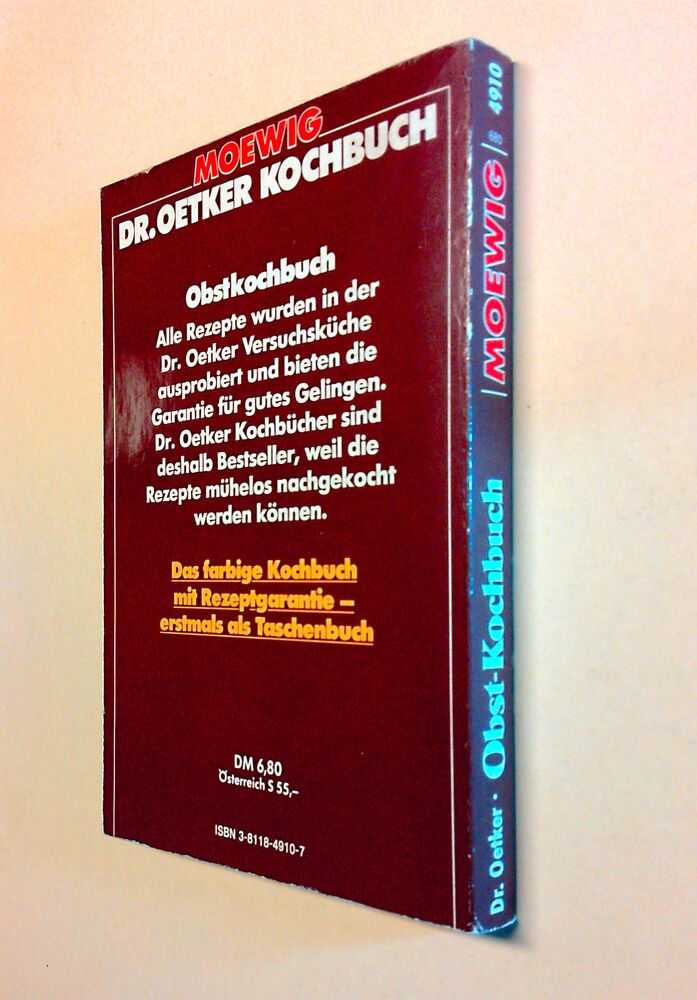 MOEWIG
DR. OETKER KOCHBUCH
Obstkochbuch
Alle Rezepte wurden in der
Dr. Oetker Versuchsküche
ausprobiert und bieten die
Garantie für gutes Gelingen.
Dr. Oetker Kochbücher sind
deshalb Bestseller, weil die
Rezepte mühelos nachgekocht
werden können.
Das farbige Kochbuch
mit Rezeptgarantie –
erstmals als Taschenbuch
DM 6,80
Österreich S 55,–
ISBN 3-8118-4910-7
Dr. Oetker · Obst-Kochbuch MOEWIG 680 4910